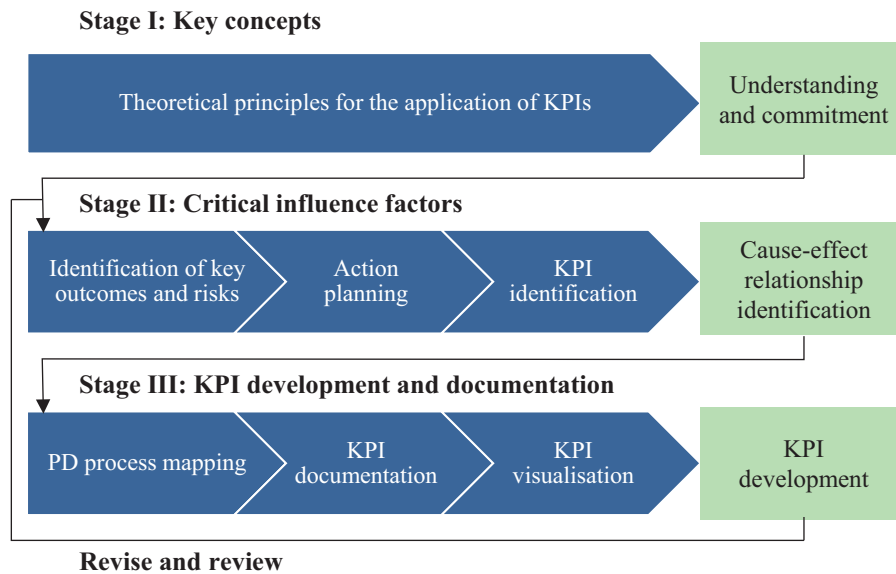 Stage I: Key concepts
Theoretical principles for the application of KPIs
Understanding
and commitment
Stage II: Critical influence factors
Identification of key
outcomes and risks
Action
planning
KPI
identification
Cause-effect
relationship
identification
Stage III: KPI development and documentation
PD process mapping
KPI
documentation
KPI
visualisation
KPI
development
Revise and review